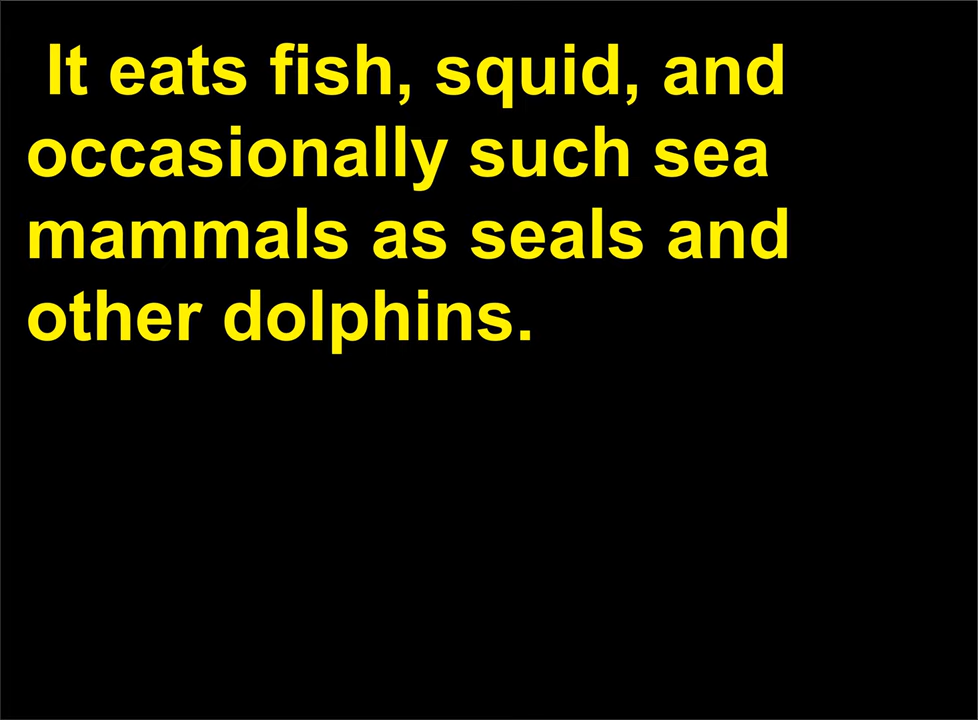 It eats fish, squid, and
occasionally such sea
mammals as seals and
other dolphins.